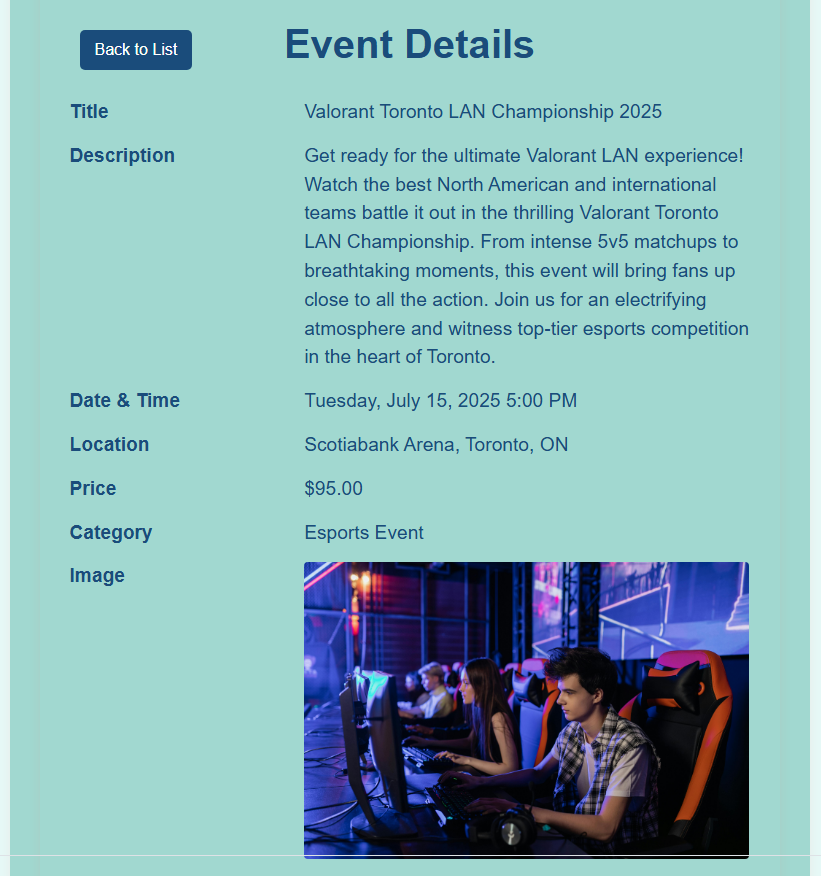 Back to List
Event Details
Title
Valorant Toronto LAN Championship 2025
Description
Get ready for the ultimate Valorant LAN experience!
Watch the best North American and international
teams battle it out in the thrilling Valorant Toronto
LAN Championship. From intense 5v5 matchups to
breathtaking moments, this event will bring fans up
close to all the action. Join us for an electrifying
atmosphere and witness top-tier esports competition
in the heart of Toronto.
Date & Time
Tuesday, July 15, 2025 5:00 PM
Location
Scotiabank Arena, Toronto, ON
Price
$95.00
Category
Esports Event
Image